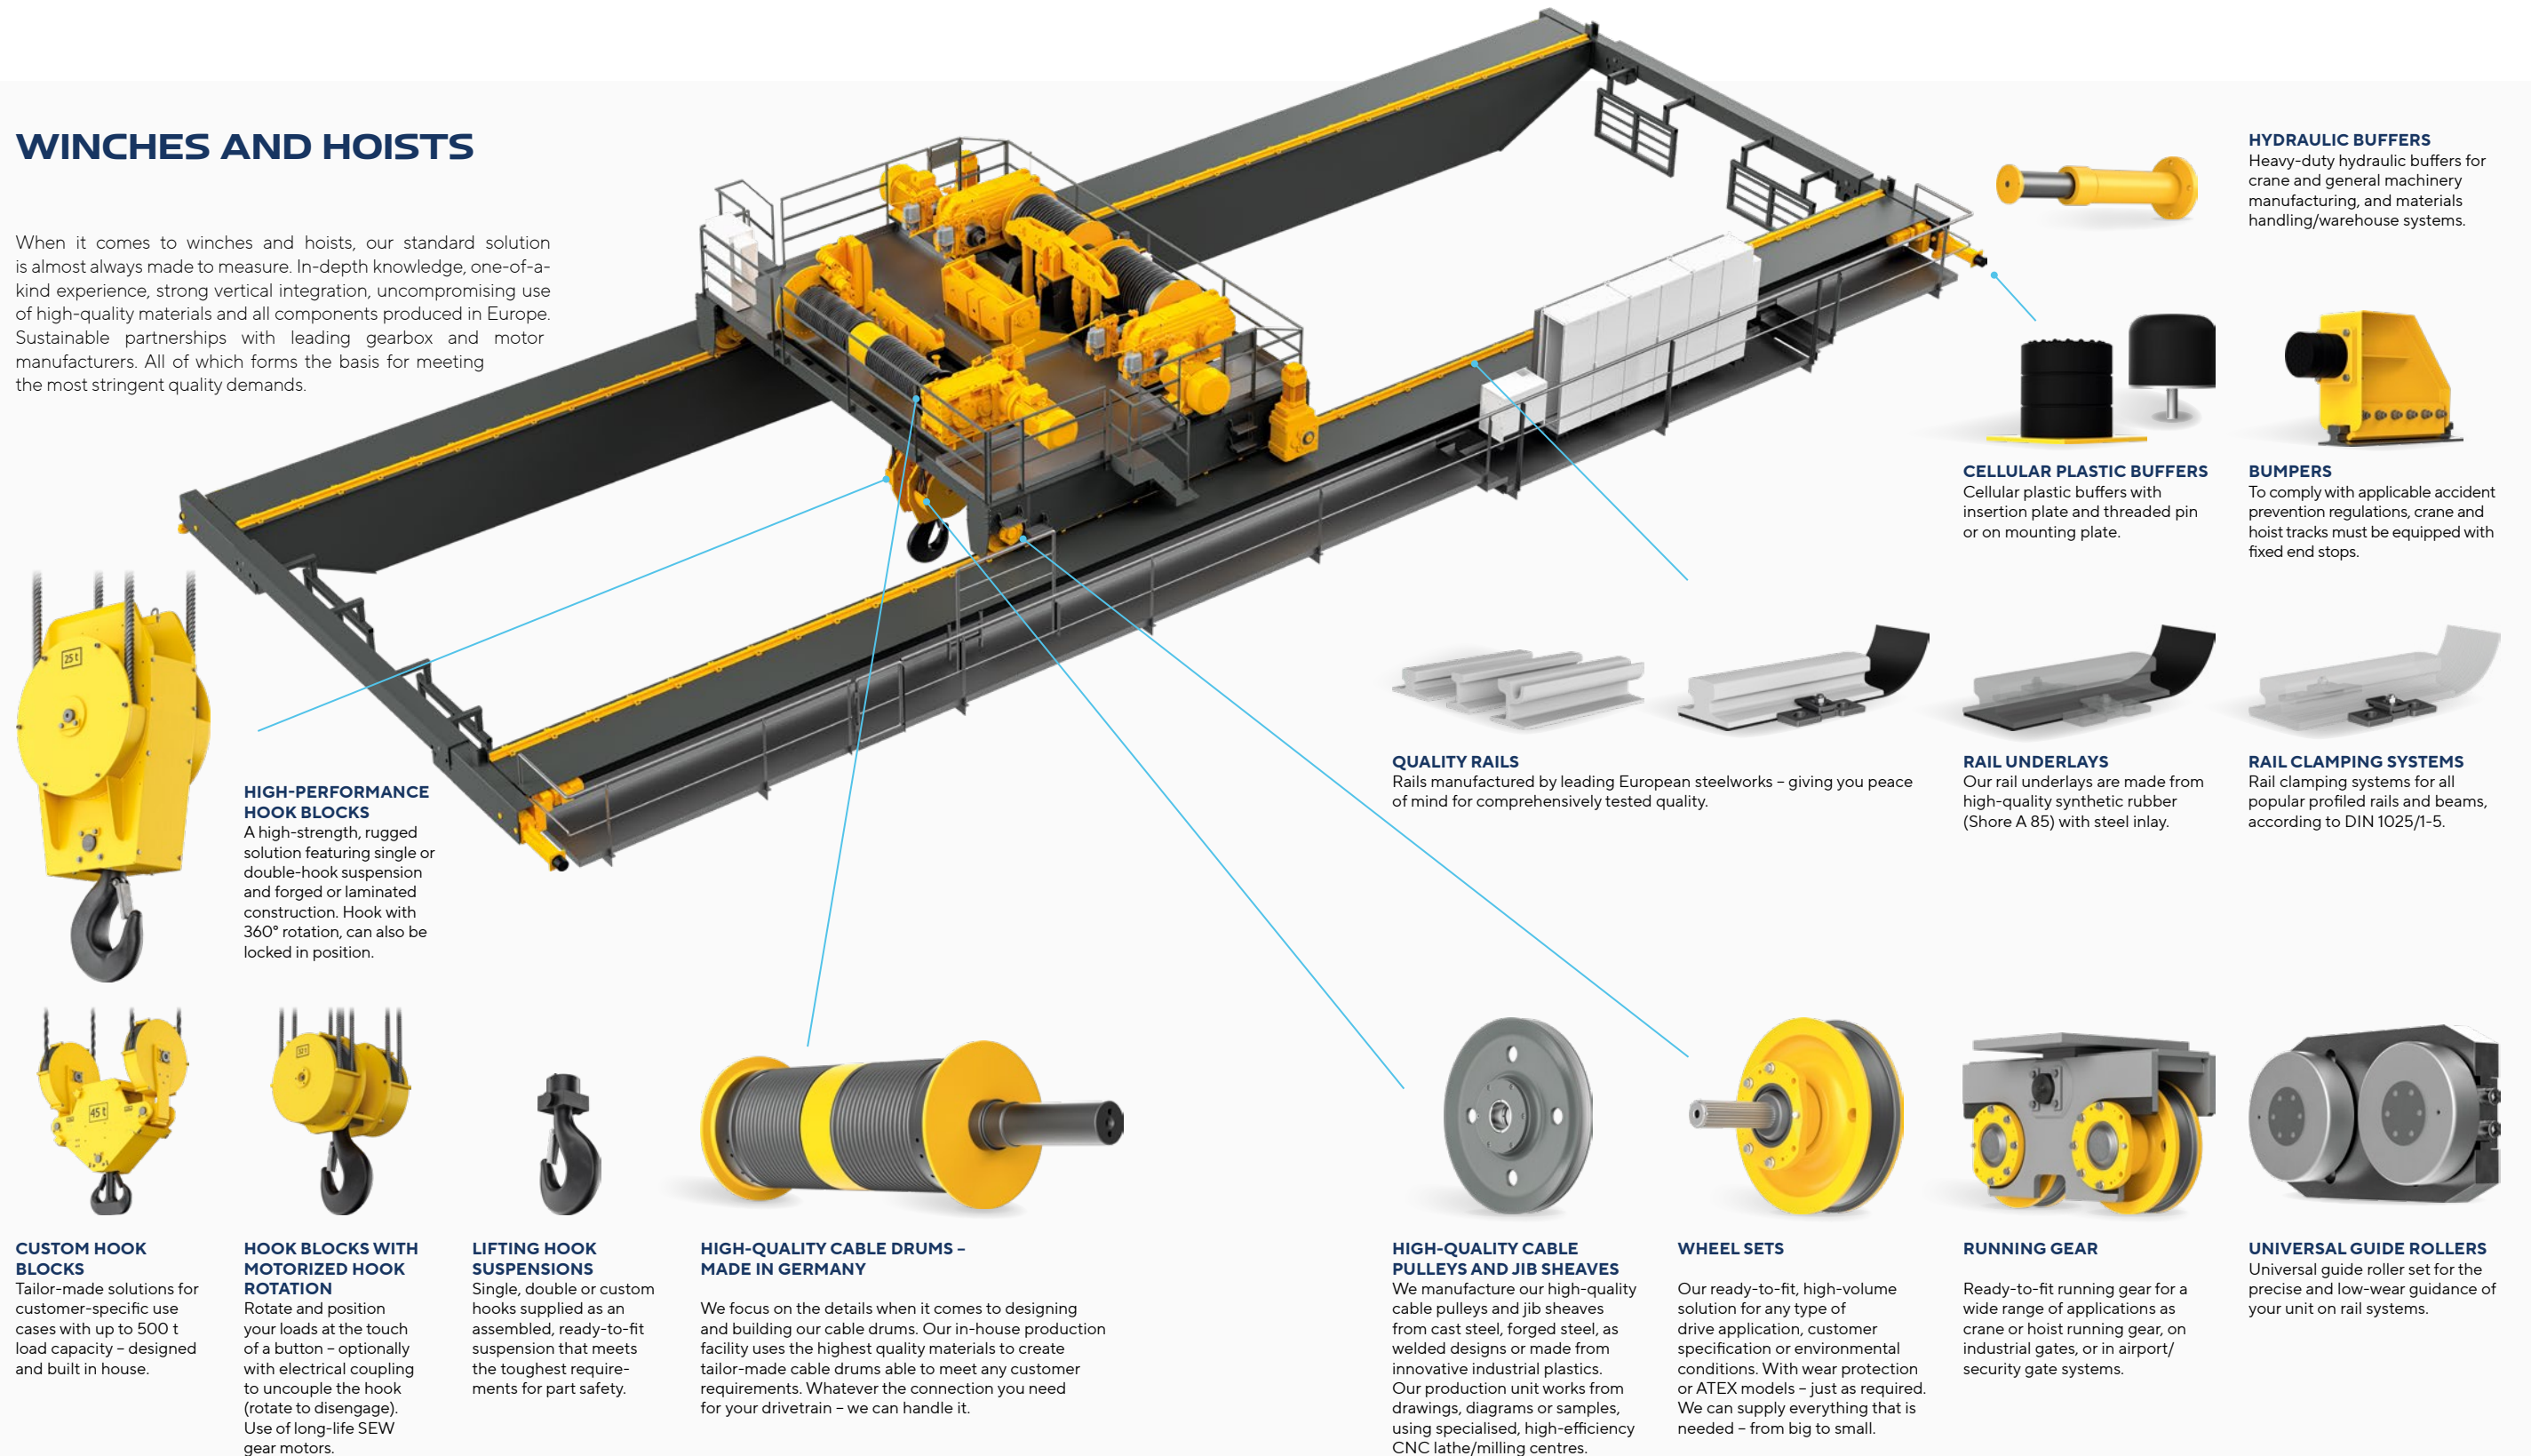 WINCHES AND HOISTS
When it comes to winches and hoists, our standard solution
is almost always made to measure. In-depth knowledge, one-of-a-
kind experience, strong vertical integration, uncompromising use
of high-quality materials and all components produced in Europe.
Sustainable partnerships with leading gearbox and motor
manufacturers. All of which forms the basis for meeting
the most stringent quality demands.
HYDRAULIC BUFFERS
Heavy-duty hydraulic buffers for
crane and general machinery
manufacturing, and materials
handling/warehouse systems.
CELLULAR PLASTIC BUFFERS
Cellular plastic buffers with
insertion plate and threaded pin
or on mounting plate.
BUMPERS
To comply with applicable accident
prevention regulations, crane and
hoist tracks must be equipped with
fixed end stops.
25 t
HIGH-PERFORMANCE
HOOK BLOCKS
A high-strength, rugged
solution featuring single or
double-hook suspension
and forged or laminated
construction. Hook with
360° rotation, can also be
locked in position.
QUALITY RAILS
Rails manufactured by leading European steelworks – giving you peace
of mind for comprehensively tested quality.
RAIL UNDERLAYS
Our rail underlays are made from
high-quality synthetic rubber
(Shore A 85) with steel inlay.
RAIL CLAMPING SYSTEMS
Rail clamping systems for all
popular profiled rails and beams,
according to DIN 1025/1-5.
45 t
32 t
CUSTOM HOOK
BLOCKS
Tailor-made solutions for
customer-specific use
cases with up to 500 t
load capacity – designed
and built in house.
HOOK BLOCKS WITH
MOTORIZED HOOK
ROTATION
Rotate and position
your loads at the touch
of a button – optionally
with electrical coupling
to uncouple the hook
(rotate to disengage).
Use of long-life SEW
gear motors.
LIFTING HOOK
SUSPENSIONS
Single, double or custom
hooks supplied as an
assembled, ready-to-fit
suspension that meets
the toughest require-
ments for part safety.
HIGH-QUALITY CABLE DRUMS –
MADE IN GERMANY
We focus on the details when it comes to designing
and building our cable drums. Our in-house production
facility uses the highest quality materials to create
tailor-made cable drums able to meet any customer
requirements. Whatever the connection you need
for your drivetrain – we can handle it.
HIGH-QUALITY CABLE
PULLEYS AND JIB SHEAVES
We manufacture our high-quality
cable pulleys and jib sheaves
from cast steel, forged steel, as
welded designs or made from
innovative industrial plastics.
Our production unit works from
drawings, diagrams or samples,
using specialised, high-efficiency
CNC lathe/milling centres.
WHEEL SETS
Our ready-to-fit, high-volume
solution for any type of
drive application, customer
specification or environmental
conditions. With wear protection
or ATEX models – just as required.
We can supply everything that is
needed – from big to small.
RUNNING GEAR
Ready-to-fit running gear for a
wide range of applications as
crane or hoist running gear, on
industrial gates, or in airport/
security gate systems.
UNIVERSAL GUIDE ROLLERS
Universal guide roller set for the
precise and low-wear guidance of
your unit on rail systems.